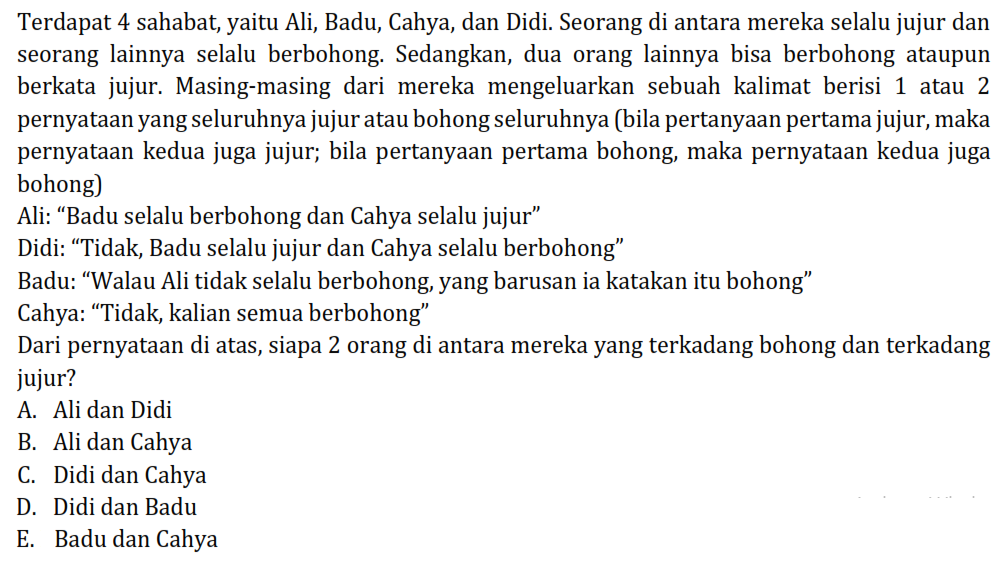 Terdapat 4 sahabat, yaitu Ali, Badu, Cahya, dan Didi. Seorang di antara mereka selalu jujur dan
seorang lainnya selalu berbohong. Sedangkan, dua orang lainnya bisa berbohong ataupun
berkata jujur. Masing-masing dari mereka mengeluarkan sebuah kalimat berisi 1 atau 2
pernyataan yang seluruhnya jujur atau bohong seluruhnya (bila pertanyaan pertama jujur, maka
pernyataan kedua juga jujur; bila pertanyaan pertama bohong, maka pernyataan kedua juga
bohong)
Ali: “Badu selalu berbohong dan Cahya selalu jujur”
Didi: “Tidak, Badu selalu jujur dan Cahya selalu berbohong”
Badu: “Walau Ali tidak selalu berbohong, yang barusan ia katakan itu bohong”
Cahya: “Tidak, kalian semua berbohong”
Dari pernyataan di atas, siapa 2 orang di antara mereka yang terkadang bohong dan terkadang
jujur?
A. Ali dan Didi
B. Ali dan Cahya
C. Didi dan Cahya
D. Didi dan Badu
E. Badu dan Cahya